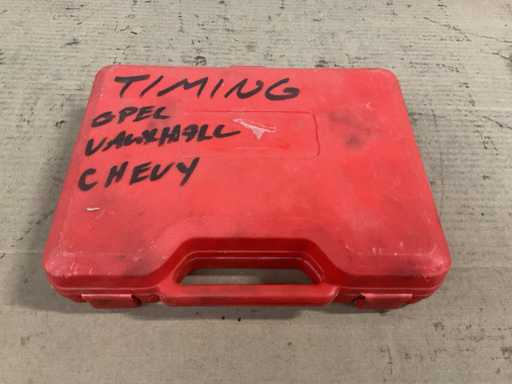 TIMING
OPEL
VAUXHALL
CHEVY